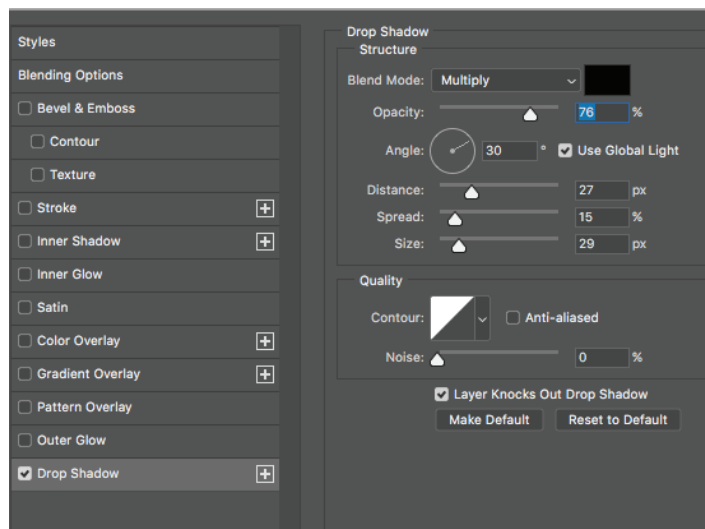 Styles
Blending Options
Bevel & Emboss
Contour
Texture
Stroke
Inner Shadow
Inner Glow
Satin
Color Overlay
Gradient Overlay
Pattern Overlay
Outer Glow
Drop Shadow
Drop Shadow
Structure
Blend Mode: Multiply
Opacity: 76 %
Angle: 30 ° Use Global Light
Distance: 27 px
Spread: 15 %
Size: 29 px
Quality
Contour: Anti-aliased
Noise: 0 %
Layer Knocks Out Drop Shadow
Make Default Reset to Default